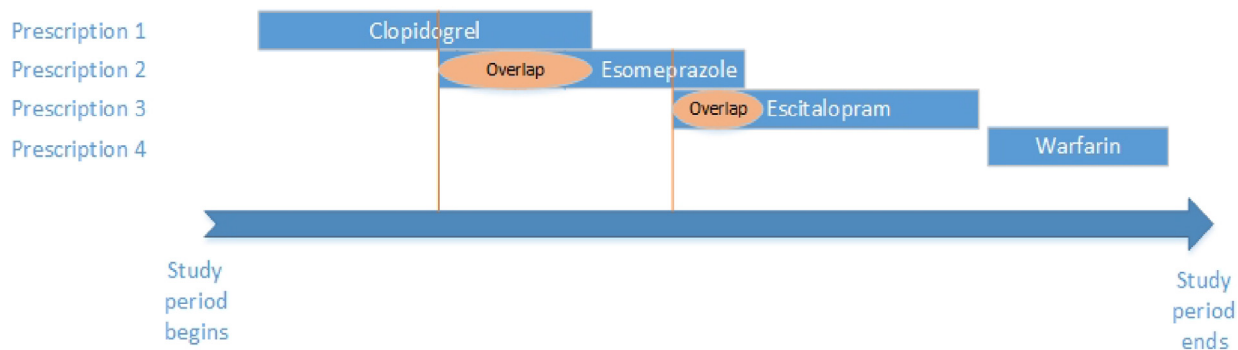 Prescription 1
Clopidogrel
Prescription 2
Overlap
Esomeprazole
Prescription 3
Overlap
Escitalopram
Prescription 4
Warfarin
Study
period
begins
Study
period
ends